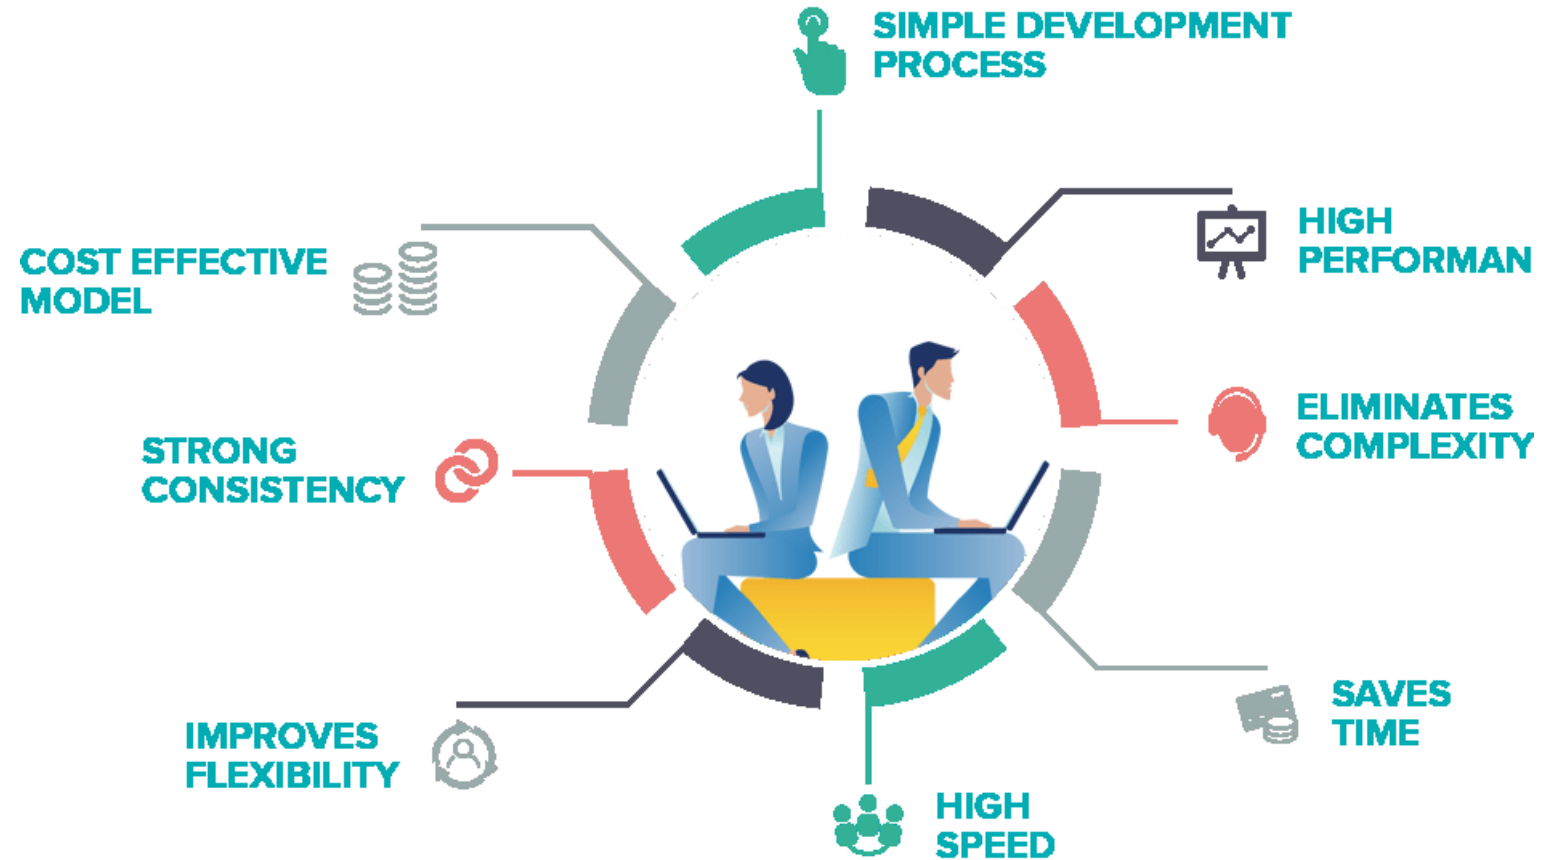 SIMPLE DEVELOPMENT
PROCESS
HIGH
PERFORMAN
ELIMINATES
COMPLEXITY
SAVES
TIME
HIGH
SPEED
IMPROVES
FLEXIBILITY
STRONG
CONSISTENCY
COST EFFECTIVE
MODEL